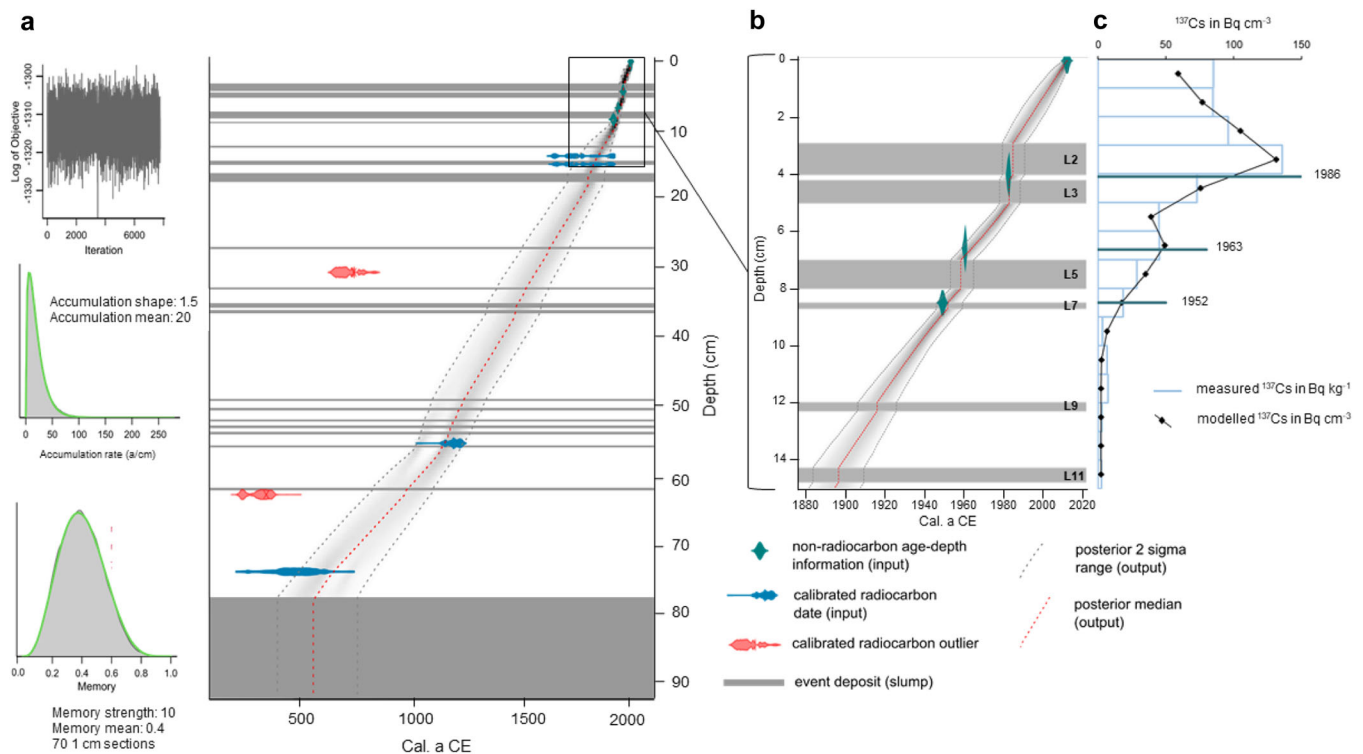 a
-1300
-1310
-1320
-1330
Log of Objective
0 2000 4000 6000 8000
Iteration
Accumulation shape: 1.5
Accumulation mean: 20
0 50 100 150 200 250
Accumulation rate (a/cm)
0.0 0.2 0.4 0.6 0.8 1.0
Memory
Memory strength: 10
Memory mean: 0.4
70 1 cm sections
0
10
20
30
40
50
60
70
80
90
Depth (cm)
500 1000 1500 2000
Cal. a CE
b
0
2
4
6
8
10
12
14
Depth (cm)
L2
L3
L5
L7
L9
L11
1880 1900 1920 1940 1960 1980 2000 2020
Cal. a CE
c
¹³⁷Cs in Bq cm⁻³
0 50 100 150
1986
1963
1952
measured ¹³⁷Cs in Bq kg⁻¹
modelled ¹³⁷Cs in Bq cm⁻³
non-radiocarbon age-depth
information (input)
calibrated radiocarbon
date (input)
calibrated radiocarbon outlier
event deposit (slump)
posterior 2 sigma
range (output)
posterior median
(output)